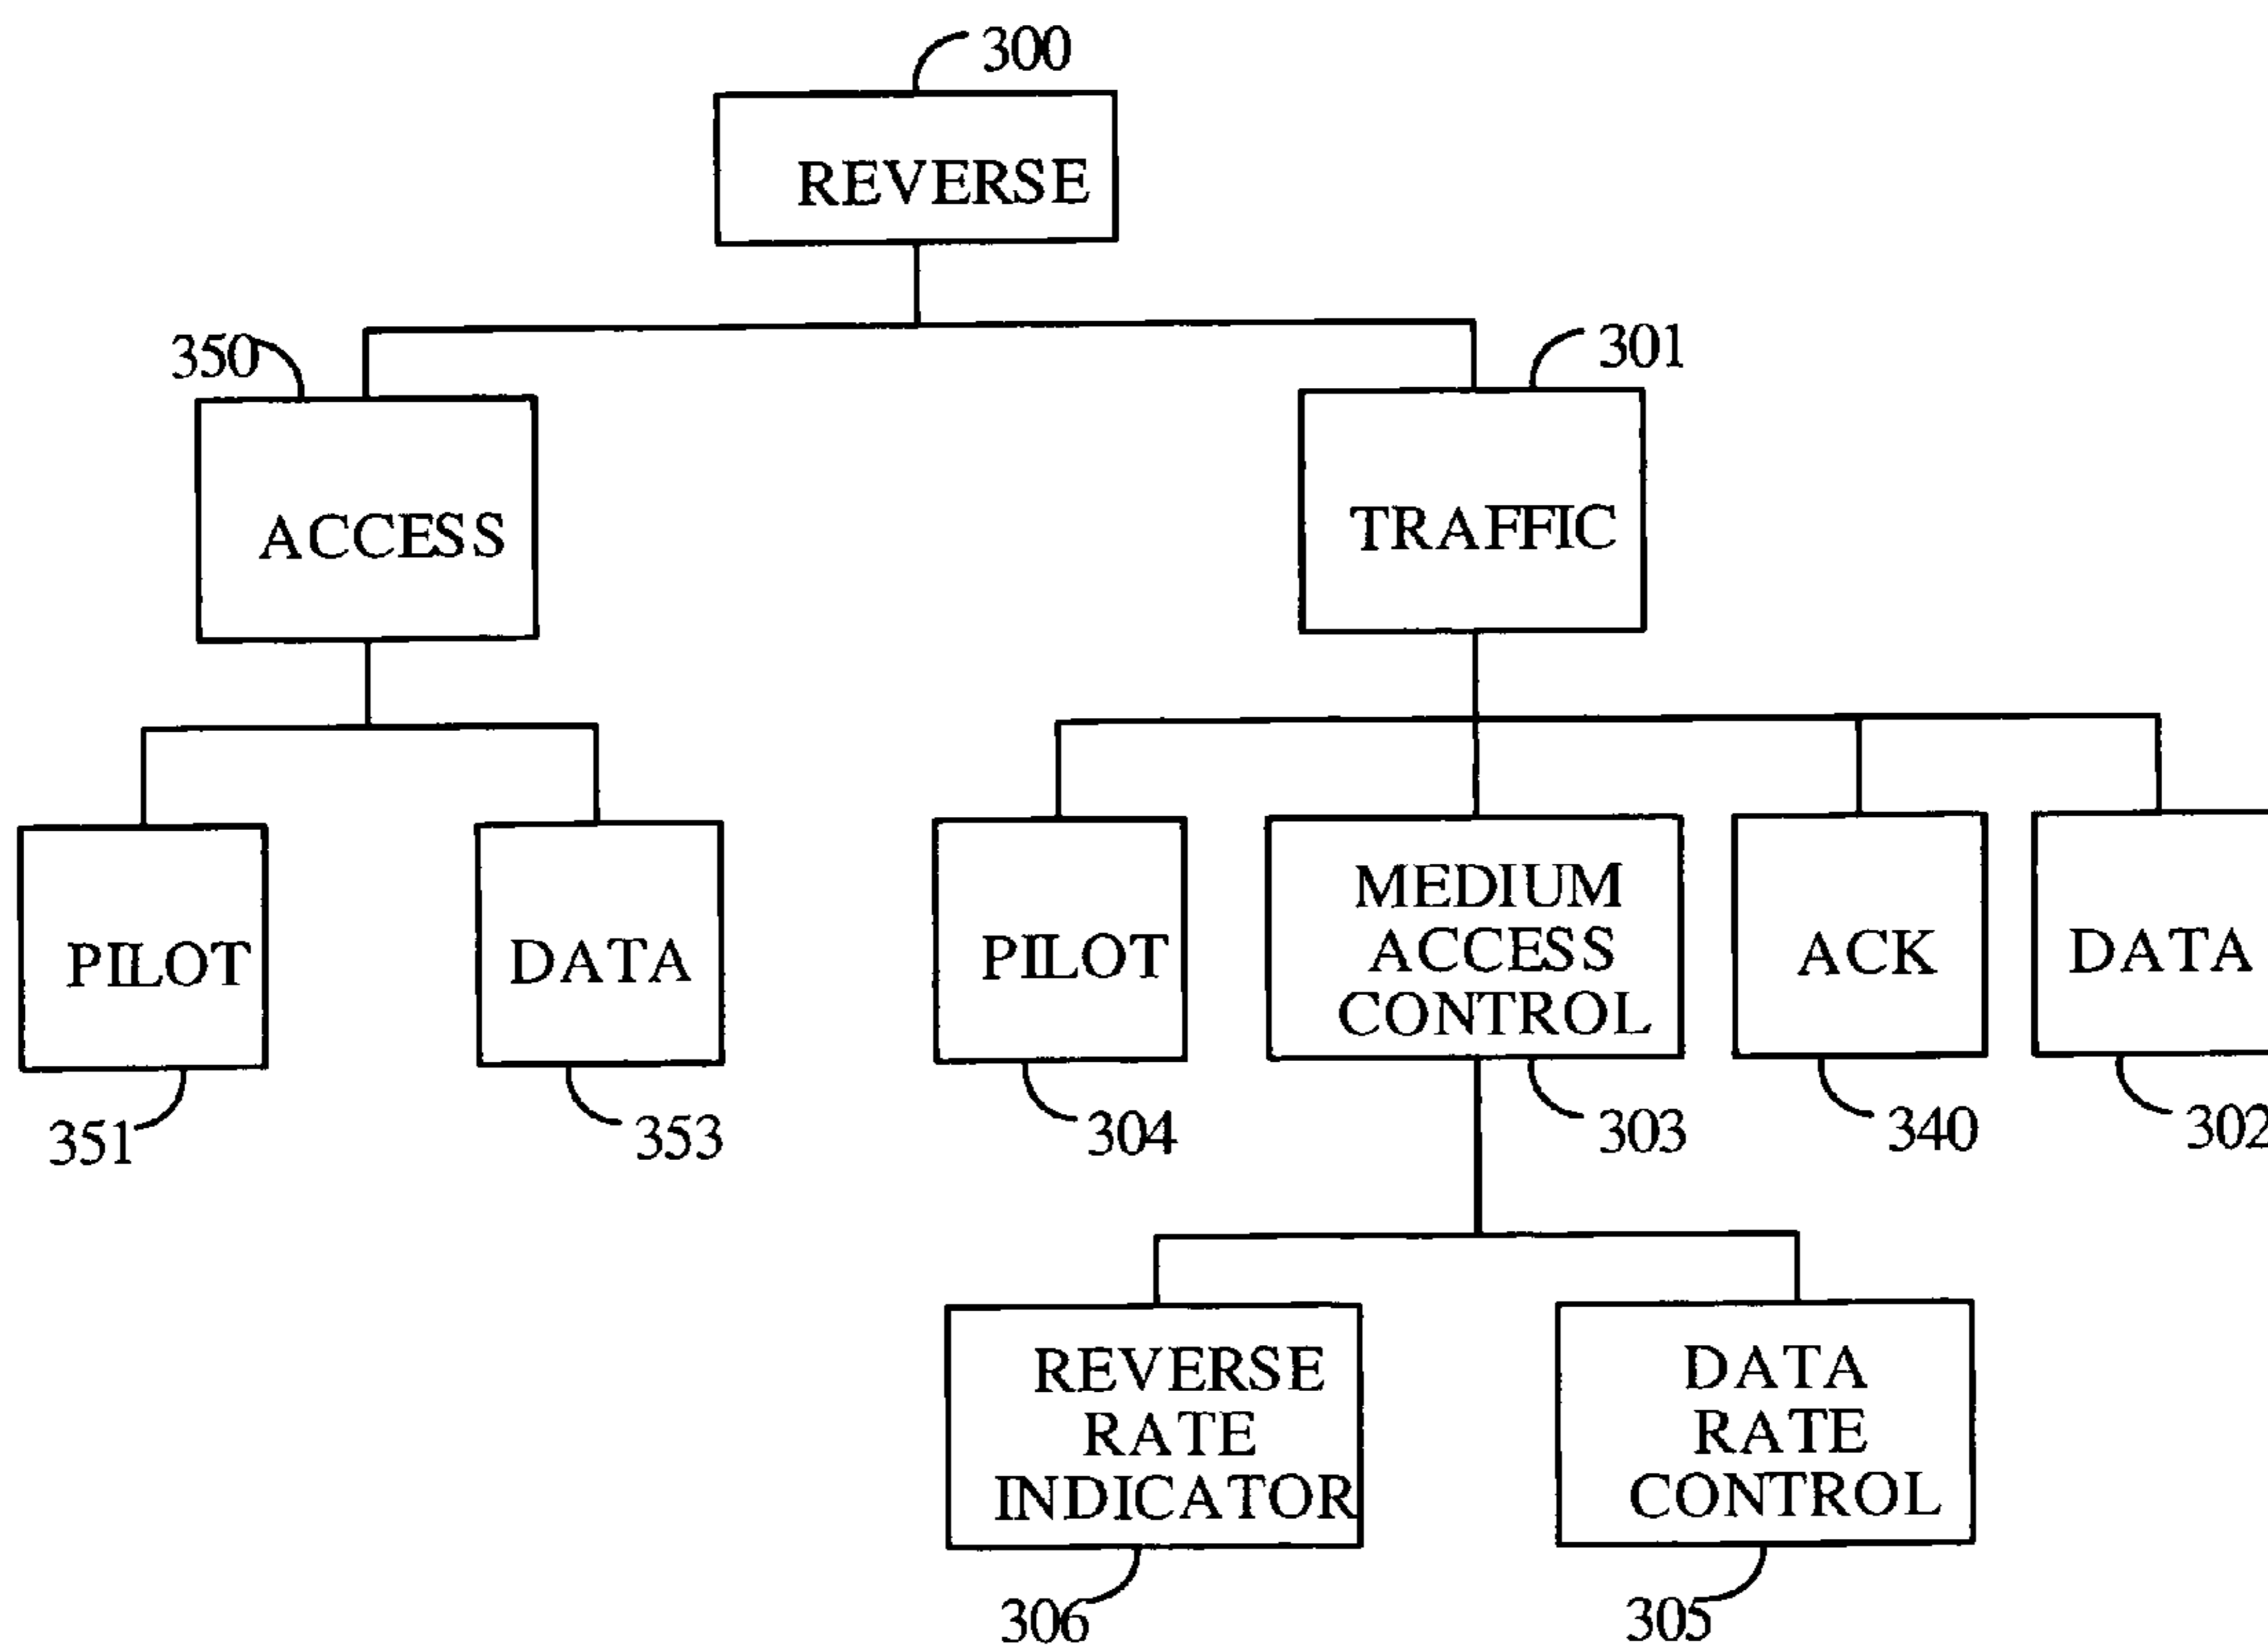 300
REVERSE
350
301
ACCESS
TRAFFIC
PILOT
DATA
PILOT
MEDIUM
ACCESS
CONTROL
ACK
DATA
351
353
304
303
340
302
REVERSE
RATE
INDICATOR
DATA
RATE
CONTROL
306
305